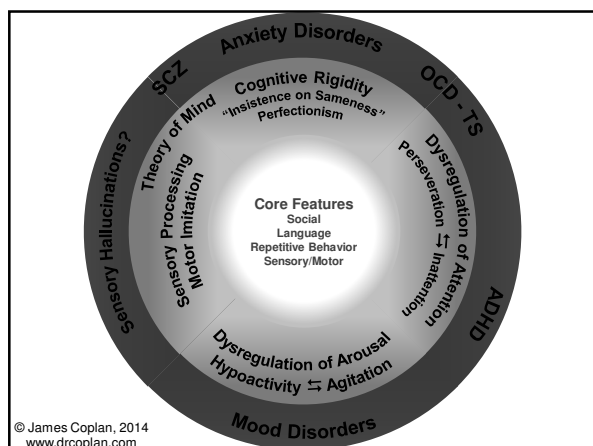 Anxiety Disorders
SCZ
OCD - TS
Cognitive Rigidity
“Insistence on Sameness”
Perfectionism
Theory of Mind
Sensory Hallucinations?
Sensory Processing
Motor Imitation
Core Features
Social
Language
Repetitive Behavior
Sensory/Motor
Dysregulation of Attention
Perseveration ⇅ Inattention
ADHD
Dysregulation of Arousal
Hypoactivity ⇆ Agitation
Mood Disorders
© James Coplan, 2014
www.drcoplan.com